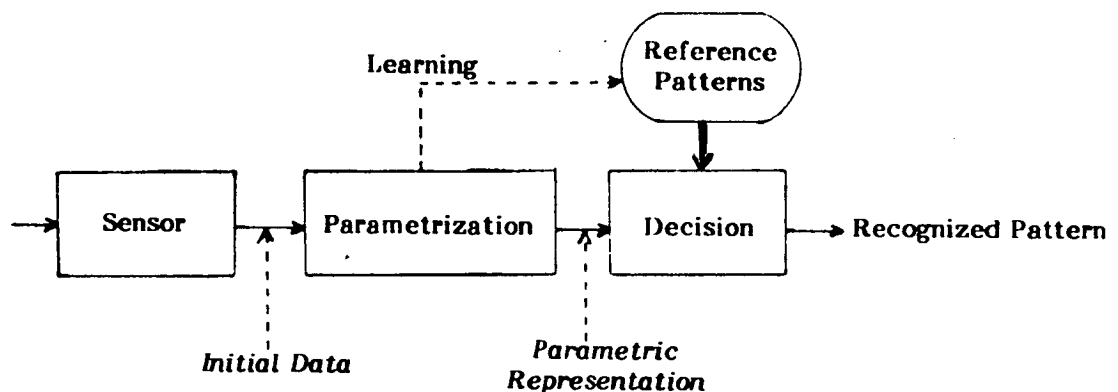 Reference
Patterns
Learning
Sensor
Parametrization
Decision
Recognized Pattern
Initial Data
Parametric
Representation